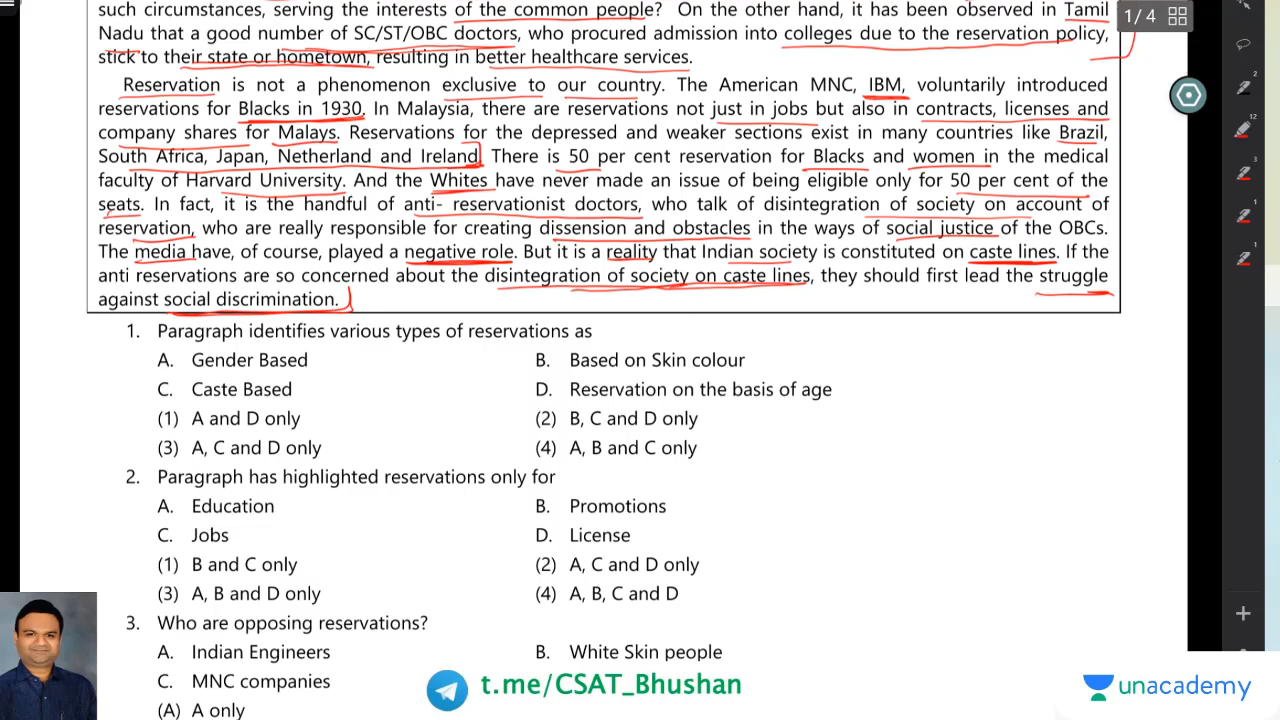 such circumstances, serving the interests of the common people? On the other hand, it has been observed in Tamil
Nadu that a good number of SC/ST/OBC doctors, who procured admission into colleges due to the reservation policy,
stick to their state or hometown, resulting in better healthcare services.
Reservation is not a phenomenon exclusive to our country. The American MNC, IBM, voluntarily introduced
reservations for Blacks in 1930. In Malaysia, there are reservations not just in jobs but also in contracts, licenses and
company shares for Malays. Reservations for the depressed and weaker sections exist in many countries like Brazil,
South Africa, Japan, Netherland and Ireland. There is 50 per cent reservation for Blacks and women in the medical
faculty of Harvard University. And the Whites have never made an issue of being eligible only for 50 per cent of the
seats. In fact, it is the handful of anti- reservationist doctors, who talk of disintegration of society on account of
reservation, who are really responsible for creating dissension and obstacles in the ways of social justice of the OBCs.
The media have, of course, played a negative role. But it is a reality that Indian society is constituted on caste lines. If the
anti reservations are so concerned about the disintegration of society on caste lines, they should first lead the struggle
against social discrimination.
1/4
1. Paragraph identifies various types of reservations as
A. Gender Based B. Based on Skin colour
C. Caste Based D. Reservation on the basis of age
(1) A and D only (2) B, C and D only
(3) A, C and D only (4) A, B and C only
2. Paragraph has highlighted reservations only for
A. Education B. Promotions
C. Jobs D. License
(1) B and C only (2) A, C and D only
(3) A, B and D only (4) A, B, C and D
3. Who are opposing reservations?
A. Indian Engineers B. White Skin people
C. MNC companies
(A) A only
t.me/CSAT_Bhushan
unacademy
2
12
3
1
1